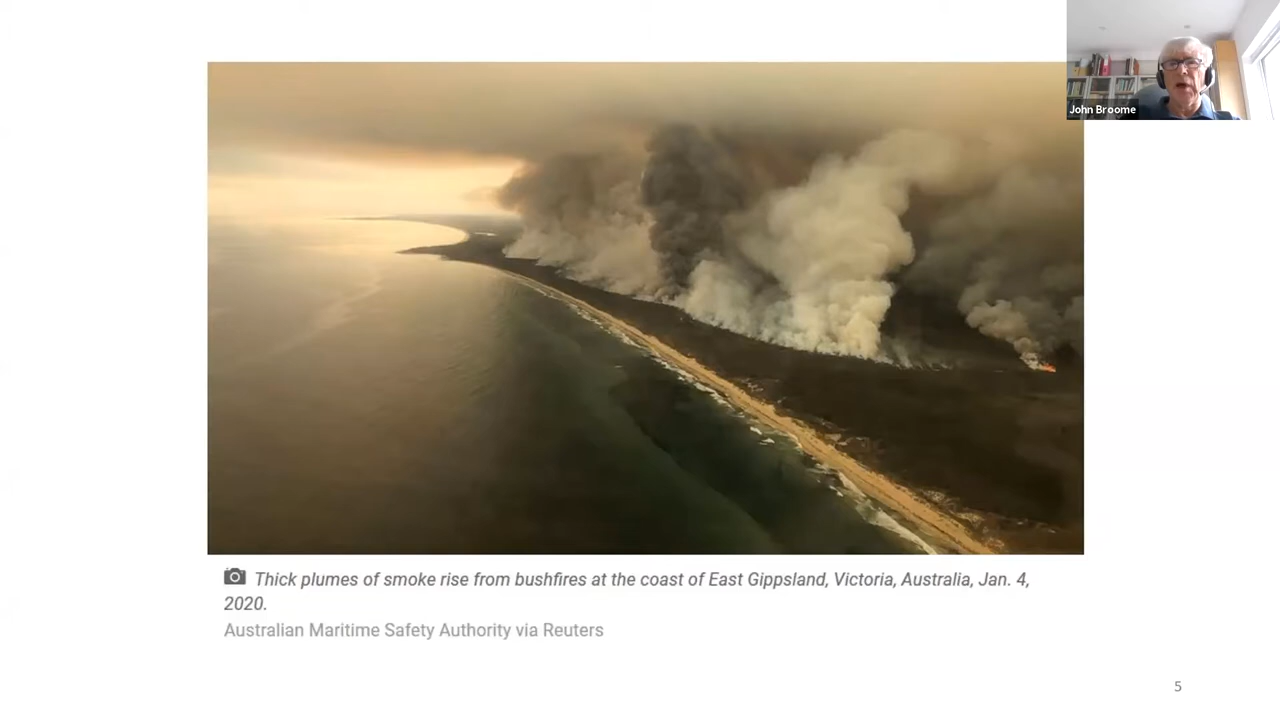 John Broome
Thick plumes of smoke rise from bushfires at the coast of East Gippsland, Victoria, Australia, Jan. 4,
2020.
Australian Maritime Safety Authority via Reuters
5